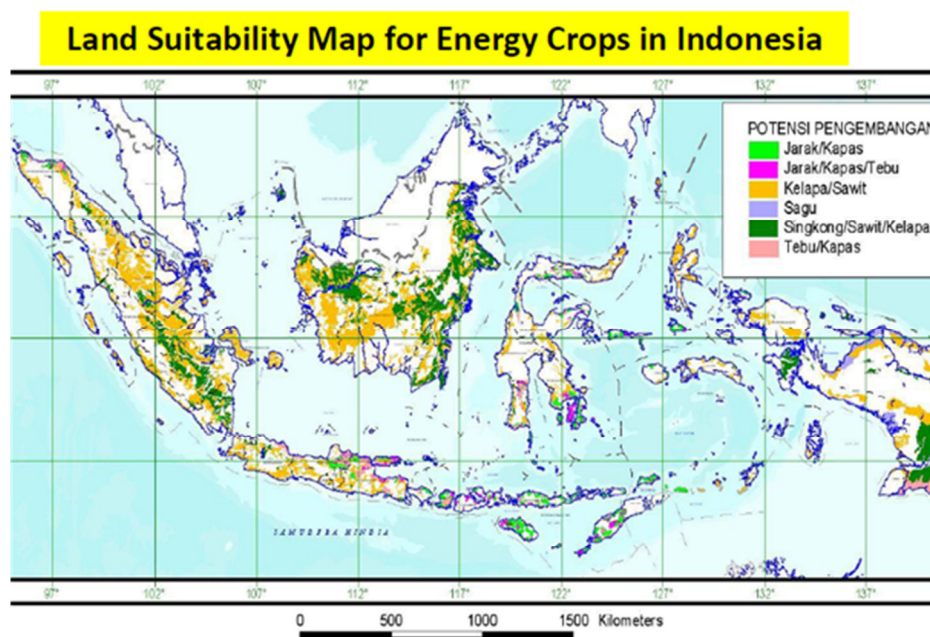 Land Suitability Map for Energy Crops in Indonesia
97° 102° 107° 112° 117° 122° 127° 132° 137°
POTENSI PENGEMBANGAN
Jarak/Kapas
Jarak/Kapas/Tebu
Kelapa/Sawit
Sagu
Singkong/Sawit/Kelapa
Tebu/Kapas
SAMUDERA HINDIA
97° 102° 107° 112° 117° 122° 127° 132° 137°
0 500 1000 1500 Kilometers